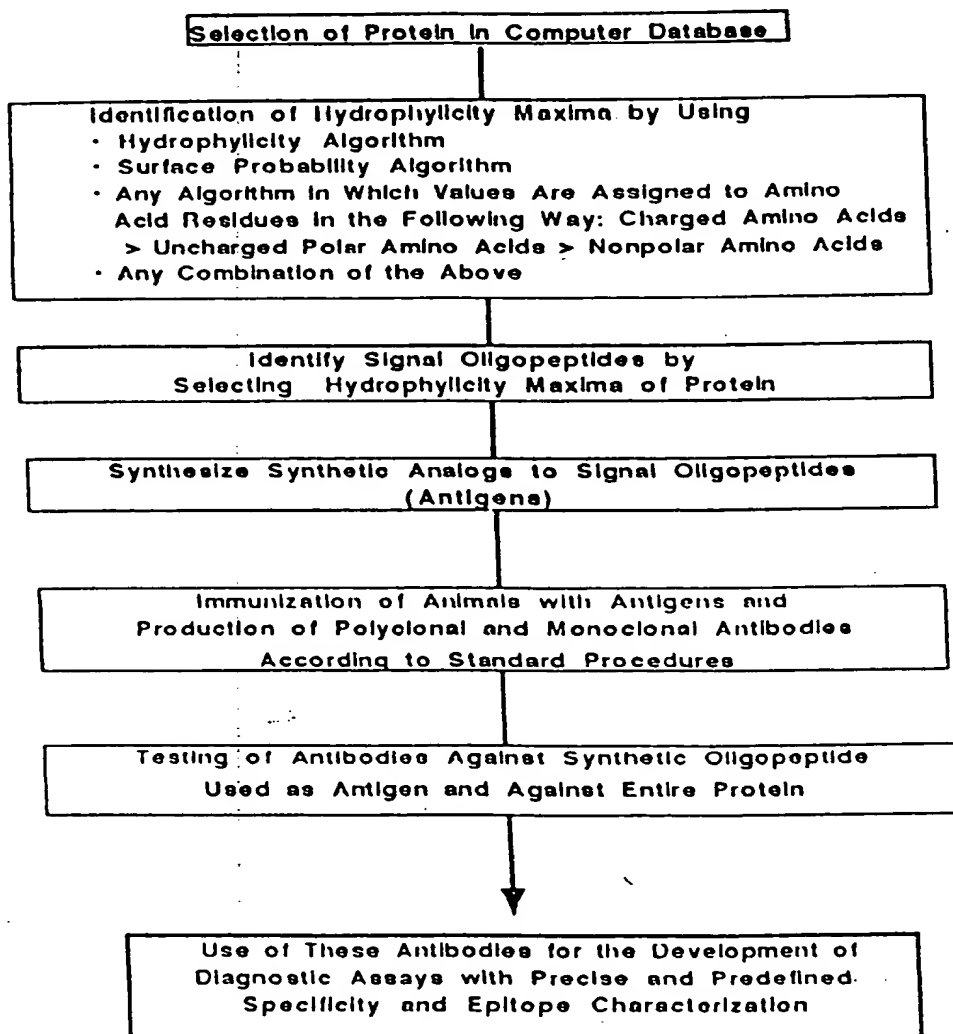 Selection of Protein in Computer Database
Identification of Hydrophylicity Maxima by Using
· Hydrophylicity Algorithm
· Surface Probability Algorithm
· Any Algorithm in Which Values Are Assigned to Amino
Acid Residues in the Following Way: Charged Amino Acids
> Uncharged Polar Amino Acids > Nonpolar Amino Acids
· Any Combination of the Above
Identify Signal Oligopeptides by
Selecting Hydrophylicity Maxima of Protein
Synthesize Synthetic Analogs to Signal Oligopeptides
(Antigens)
Immunization of Animals with Antigens and
Production of Polyclonal and Monoclonal Antibodies
According to Standard Procedures
Testing of Antibodies Against Synthetic Oligopeptide
Used as Antigen and Against Entire Protein
Use of These Antibodies for the Development of
Diagnostic Assays with Precise and Predefined
Specificity and Epitope Characterization